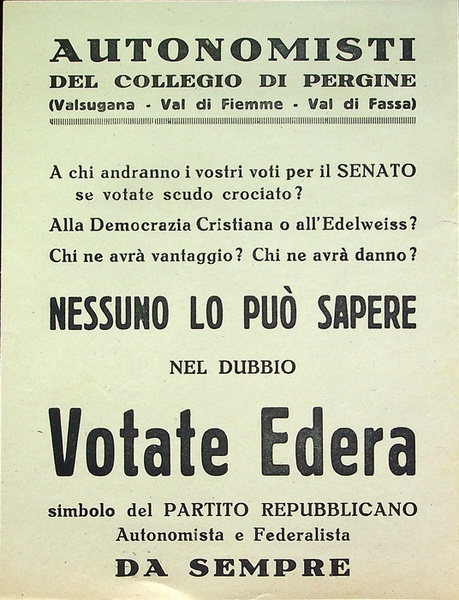 AUTONOMISTI
DEL COLLEGIO DI PERGINE
(Valsugana - Val di Fiemme - Val di Fassa)
A chi andranno i vostri voti per il SENATO
se votate scudo crociato?
Alla Democrazia Cristiana o all'Edelweiss?
Chi ne avrà vantaggio? Chi ne avrà danno?
NESSUNO LO PUÒ SAPERE
NEL DUBBIO
Votate Edera
simbolo del PARTITO REPUBBLICANO
Autonomista e Federalista
DA SEMPRE